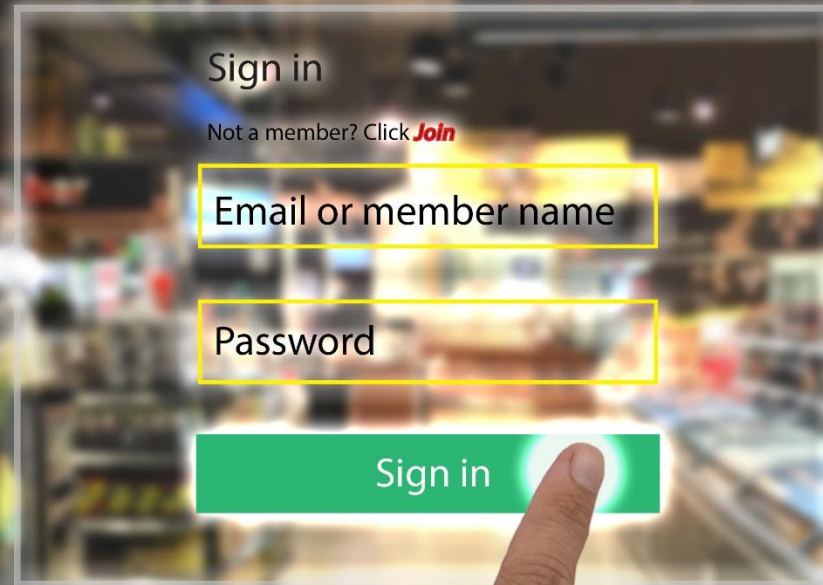 Sign in
Not a member? Click Join
Email or member name
Password
Sign in